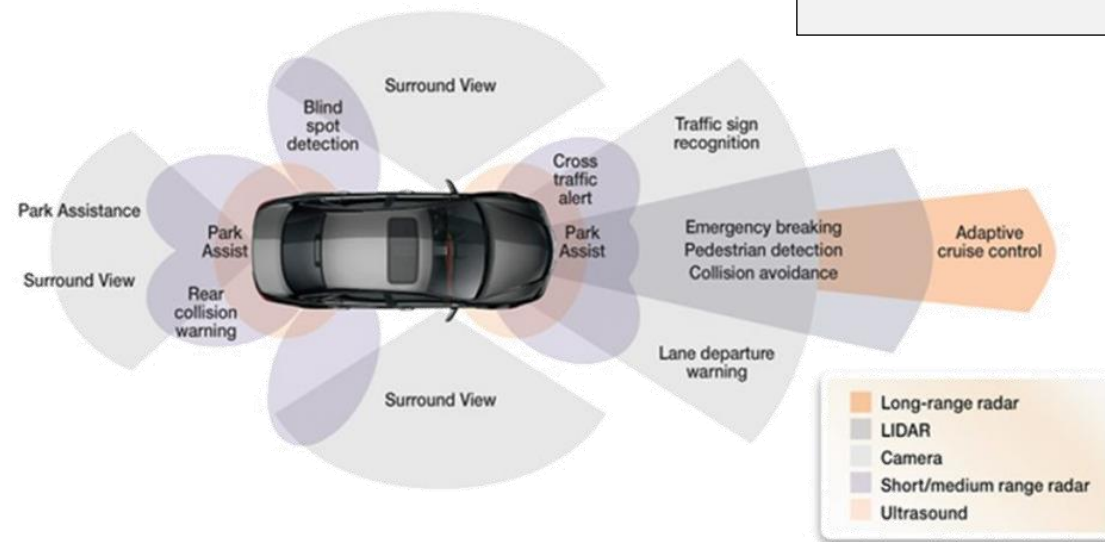 Surround View
Blind
spot
detection
Traffic sign
recognition
Cross
traffic
alert
Park Assistance
Park
Assist
Park
Assist
Emergency breaking
Pedestrian detection
Collision avoidance
Adaptive
cruise control
Surround View
Rear
collision
warning
Lane departure
warning
Surround View
Long-range radar
LIDAR
Camera
Short/medium range radar
Ultrasound